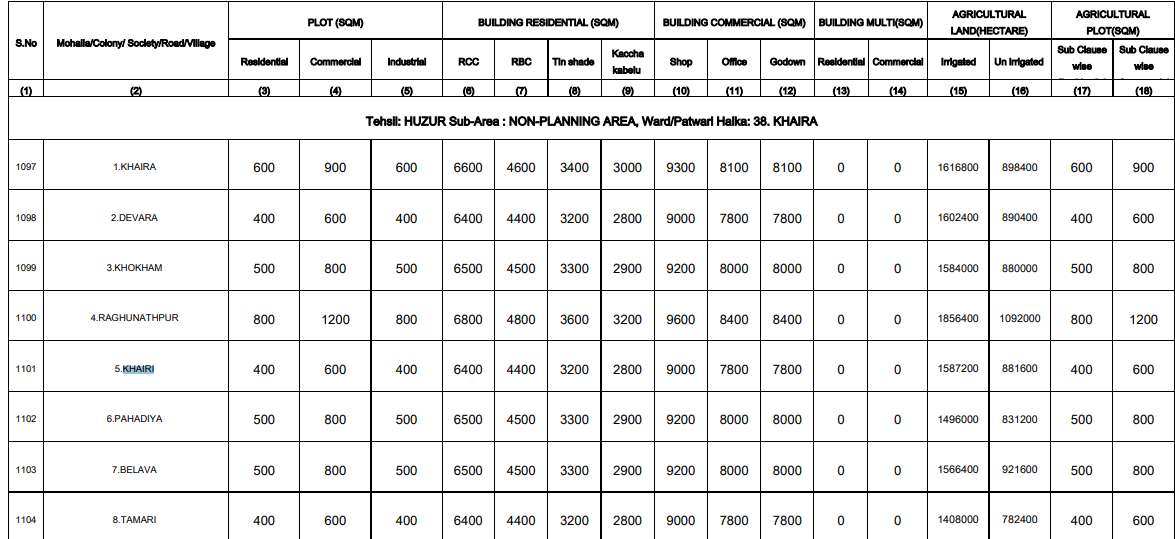 S.No Mohalla/Colony/ Society/Road/Village PLOT (SQM) BUILDING RESIDENTIAL (SQM) BUILDING COMMERCIAL (SQM) BUILDING MULTI(SQM) AGRICULTURAL LAND(HECTARE) AGRICULTURAL PLOT(SQM)
Residential Commercial Industrial RCC RBC Tin shade Kaccha kabelu Shop Office Godown Residential Commercial Irrigated Un Irrigated Sub Clause wise Sub Clause wise
(1) (2) (3) (4) (5) (6) (7) (8) (9) (10) (11) (12) (13) (14) (15) (16) (17) (18)
Tehsil: HUZUR Sub-Area : NON-PLANNING AREA, Ward/Patwari Halka: 38. KHAIRA
1097 1.KHAIRA 600 900 600 6600 4600 3400 3000 9300 8100 8100 0 0 1616800 898400 600 900
1098 2.DEVARA 400 600 400 6400 4400 3200 2800 9000 7800 7800 0 0 1602400 890400 400 600
1099 3.KHOKHAM 500 800 500 6500 4500 3300 2900 9200 8000 8000 0 0 1584000 880000 500 800
1100 4.RAGHUNATHPUR 800 1200 800 6800 4800 3600 3200 9600 8400 8400 0 0 1856400 1092000 800 1200
1101 5.KHAIRI 400 600 400 6400 4400 3200 2800 9000 7800 7800 0 0 1587200 881600 400 600
1102 6.PAHADIYA 500 800 500 6500 4500 3300 2900 9200 8000 8000 0 0 1496000 831200 500 800
1103 7.BELAVA 500 800 500 6500 4500 3300 2900 9200 8000 8000 0 0 1566400 921600 500 800
1104 8.TAMARI 400 600 400 6400 4400 3200 2800 9000 7800 7800 0 0 1408000 782400 400 600